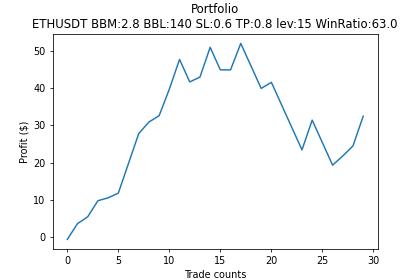 Portfolio
ETHUSDT BBM:2.8 BBL:140 SL:0.6 TP:0.8 lev:15 WinRatio:63.0
50
40
30
20
10
0
Profit ($)
0 5 10 15 20 25 30
Trade counts